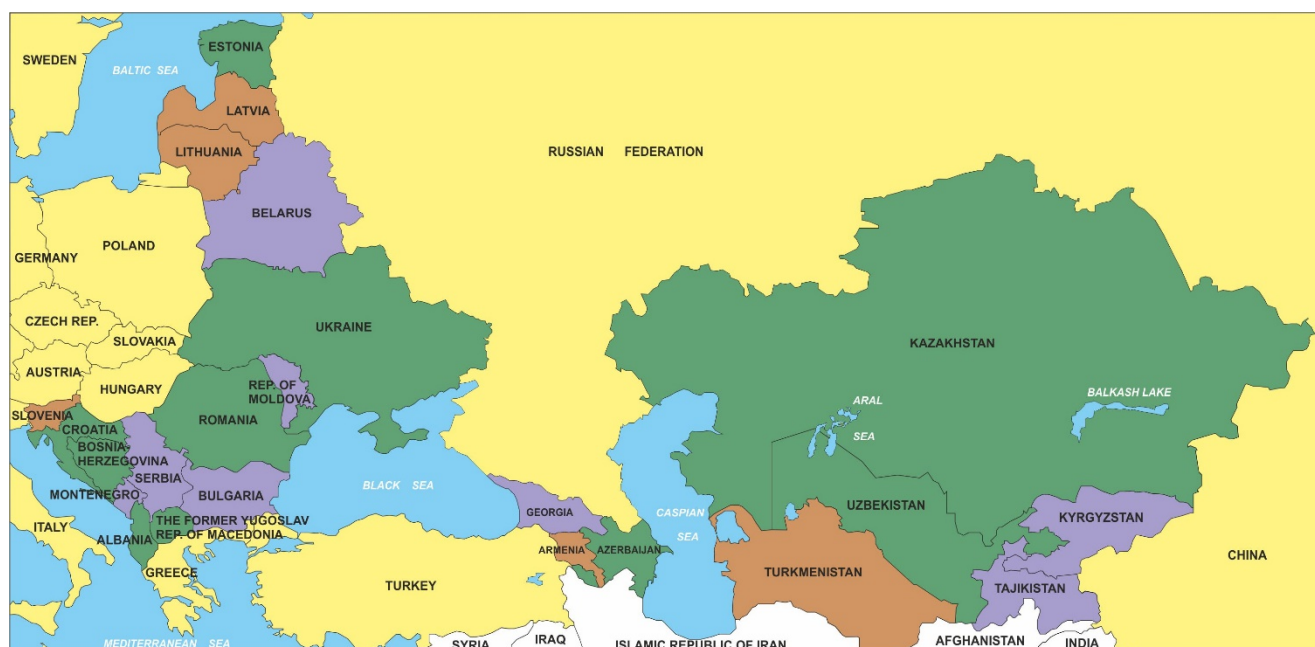 ESTONIA
SWEDEN
BALTIC SEA
LATVIA
LITHUANIA
RUSSIAN FEDERATION
BELARUS
POLAND
GERMANY
CZECH REP.
UKRAINE
SLOVAKIA
KAZAKHSTAN
AUSTRIA
HUNGARY
REP. OF
MOLDOVA
BALKASH LAKE
ARAL
SEA
SLOVENIA
ROMANIA
CROATIA
BOSNIA-
HERZEGOVINA
SERBIA
BLACK SEA
MONTENEGRO
BULGARIA
UZBEKISTAN
GEORGIA
CASPIAN
SEA
KYRGYZSTAN
ITALY
THE FORMER YUGOSLAV
REP. OF MACEDONIA
ALBANIA
ARMENIA
AZERBAIJAN
CHINA
GREECE
TURKEY
TURKMENISTAN
TAJIKISTAN
MEDITERRANEAN SEA
SYRIA
IRAQ
ISLAMIC REPUBLIC OF IRAN
AFGHANISTAN
INDIA